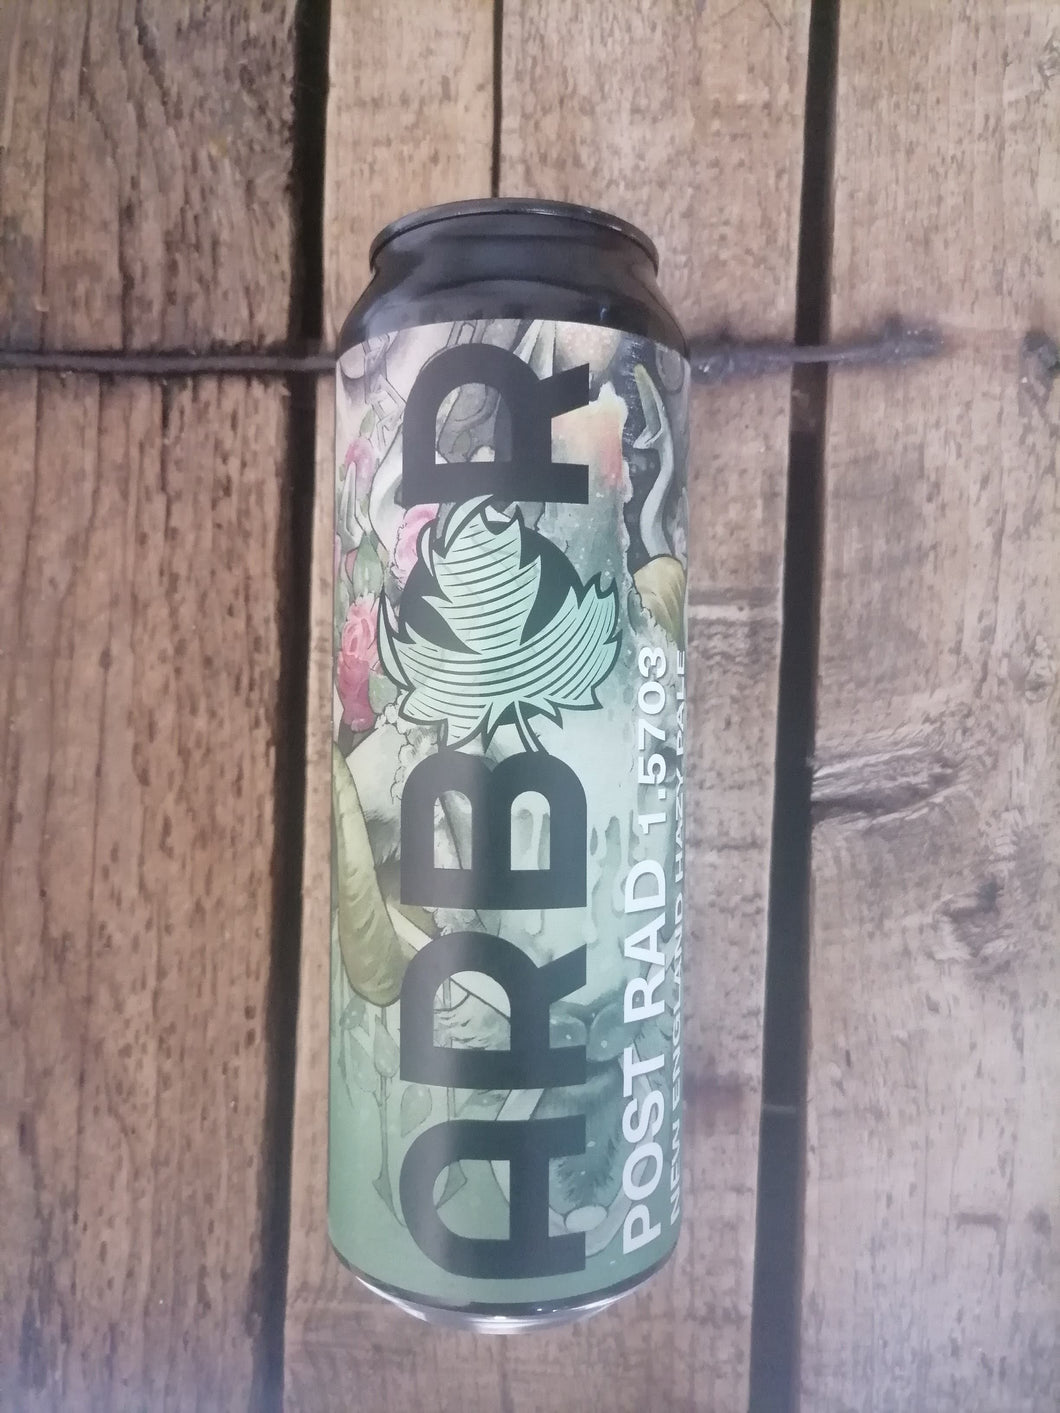 ARBOR
POST RAD 1.5703
NEW ENGLAND HAZY PALE